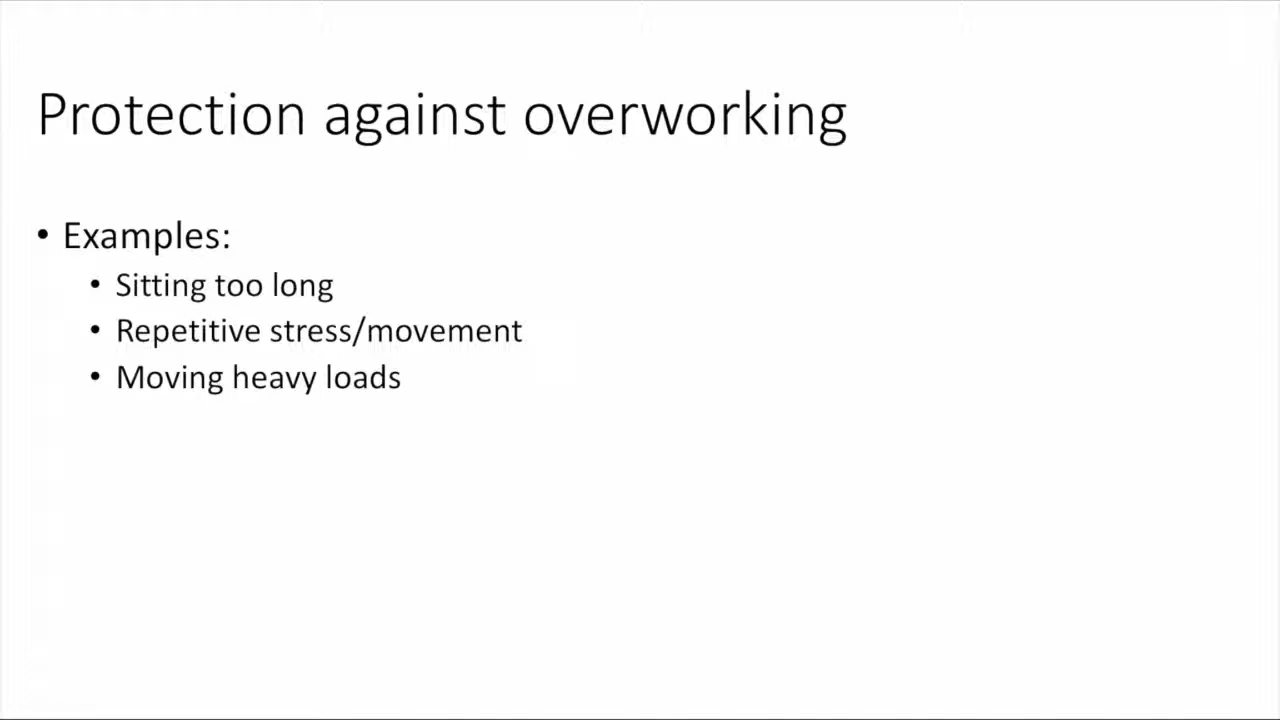 Protection against overworking
• Examples:
• Sitting too long
• Repetitive stress/movement
• Moving heavy loads